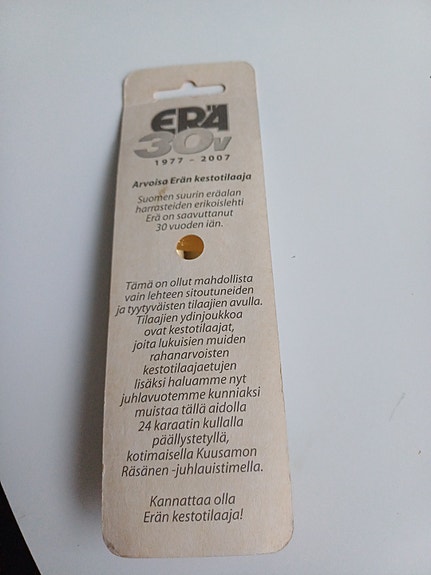 ERÄ
30v
1977 - 2007
Arvoisa Erän kestotilaaja
Suomen suurin eräalan
harrasteiden erikoislehti
Erä on saavuttanut
30 vuoden iän.
Tämä on ollut mahdollista
vain lehteen sitoutuneiden
ja tyytyväisten tilaajien avulla.
Tilaajien ydinjoukkoa
ovat kestotilaajat,
joita lukuisien muiden
rahanarvoisten
kestotilaajaetujen
lisäksi haluamme nyt
juhlavuotemme kunniaksi
muistaa tällä aidolla
24 karaatin kullalla
päällystetyllä,
kotimaisella Kuusamon
Räsänen -juhlauistimella.
Kannattaa olla
Erän kestotilaaja!